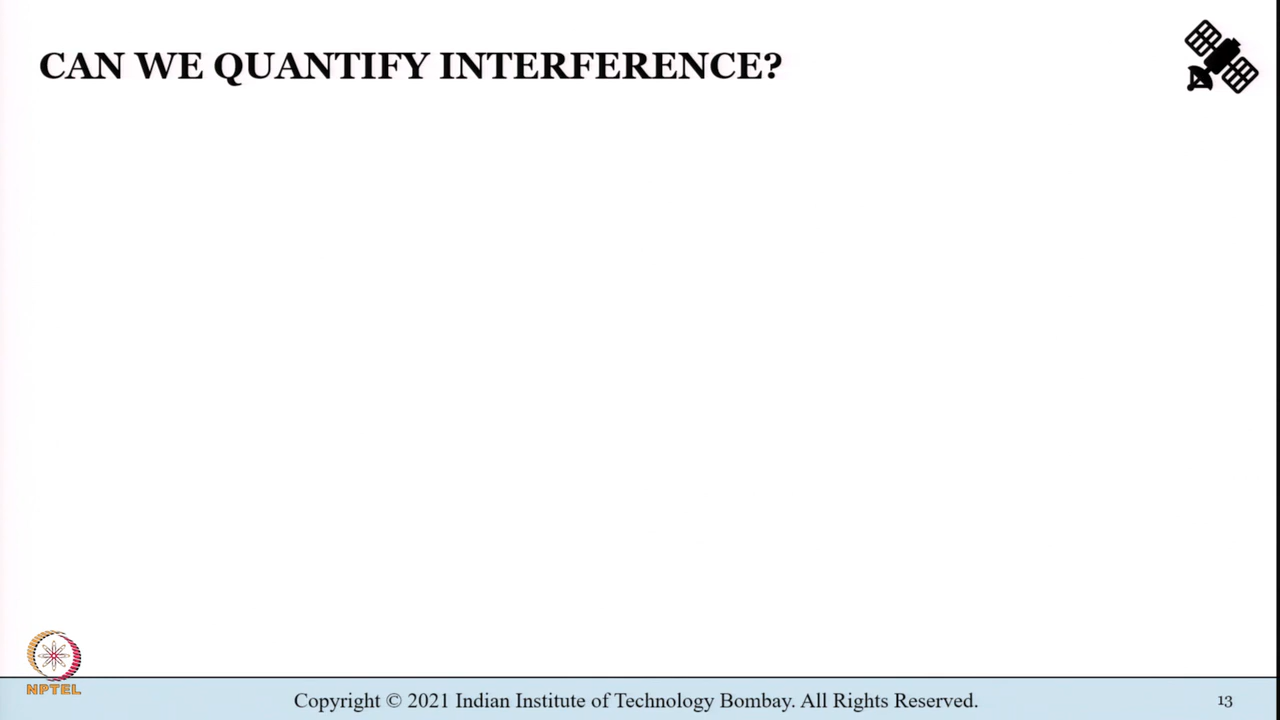 CAN WE QUANTIFY INTERFERENCE?
NPTEL
Copyright © 2021 Indian Institute of Technology Bombay. All Rights Reserved.
13